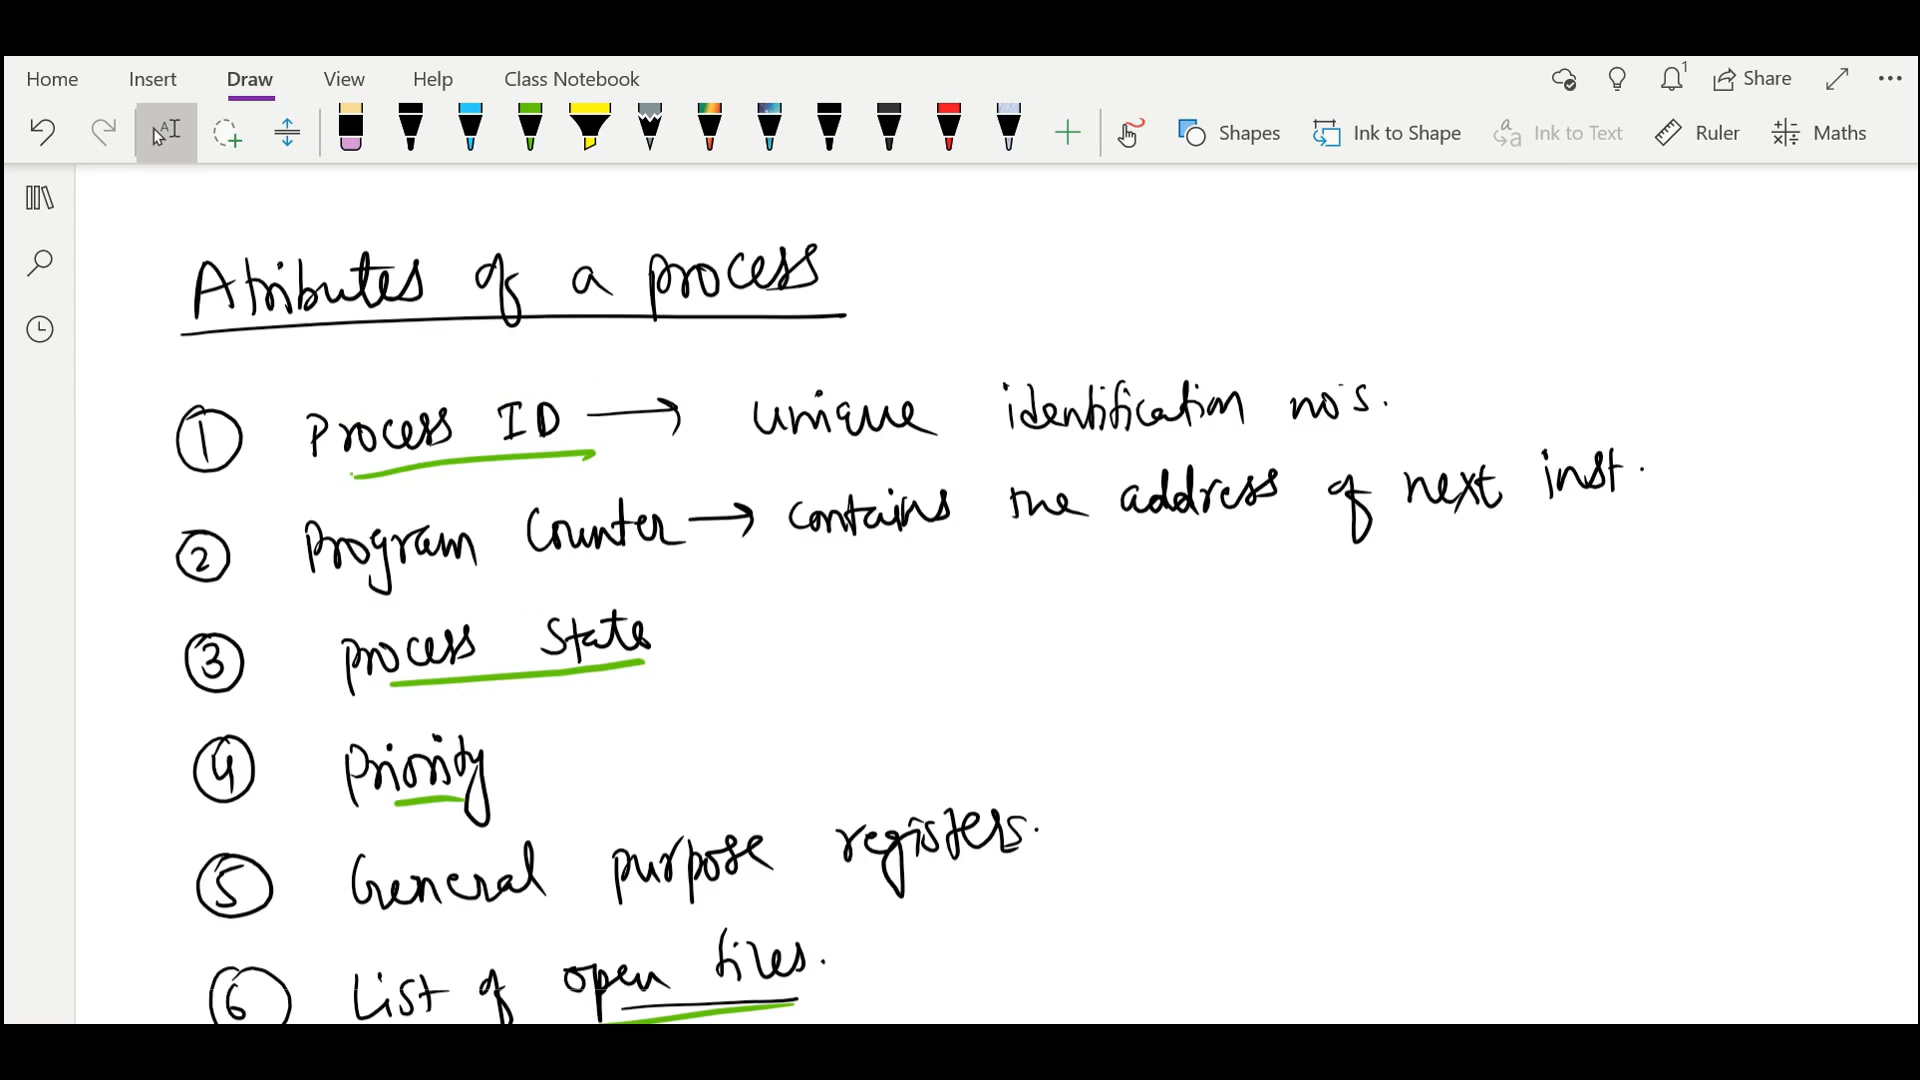 Home Insert Draw View Help Class Notebook 1 Share
Shapes Ink to Shape Ink to Text Ruler Maths
Atributes of a process
1 Process ID → unique identification no's.
2 Program Counter → contains the address of next inst.
3 process State
4 Priority
5 General purpose registers.
6 List of open files.